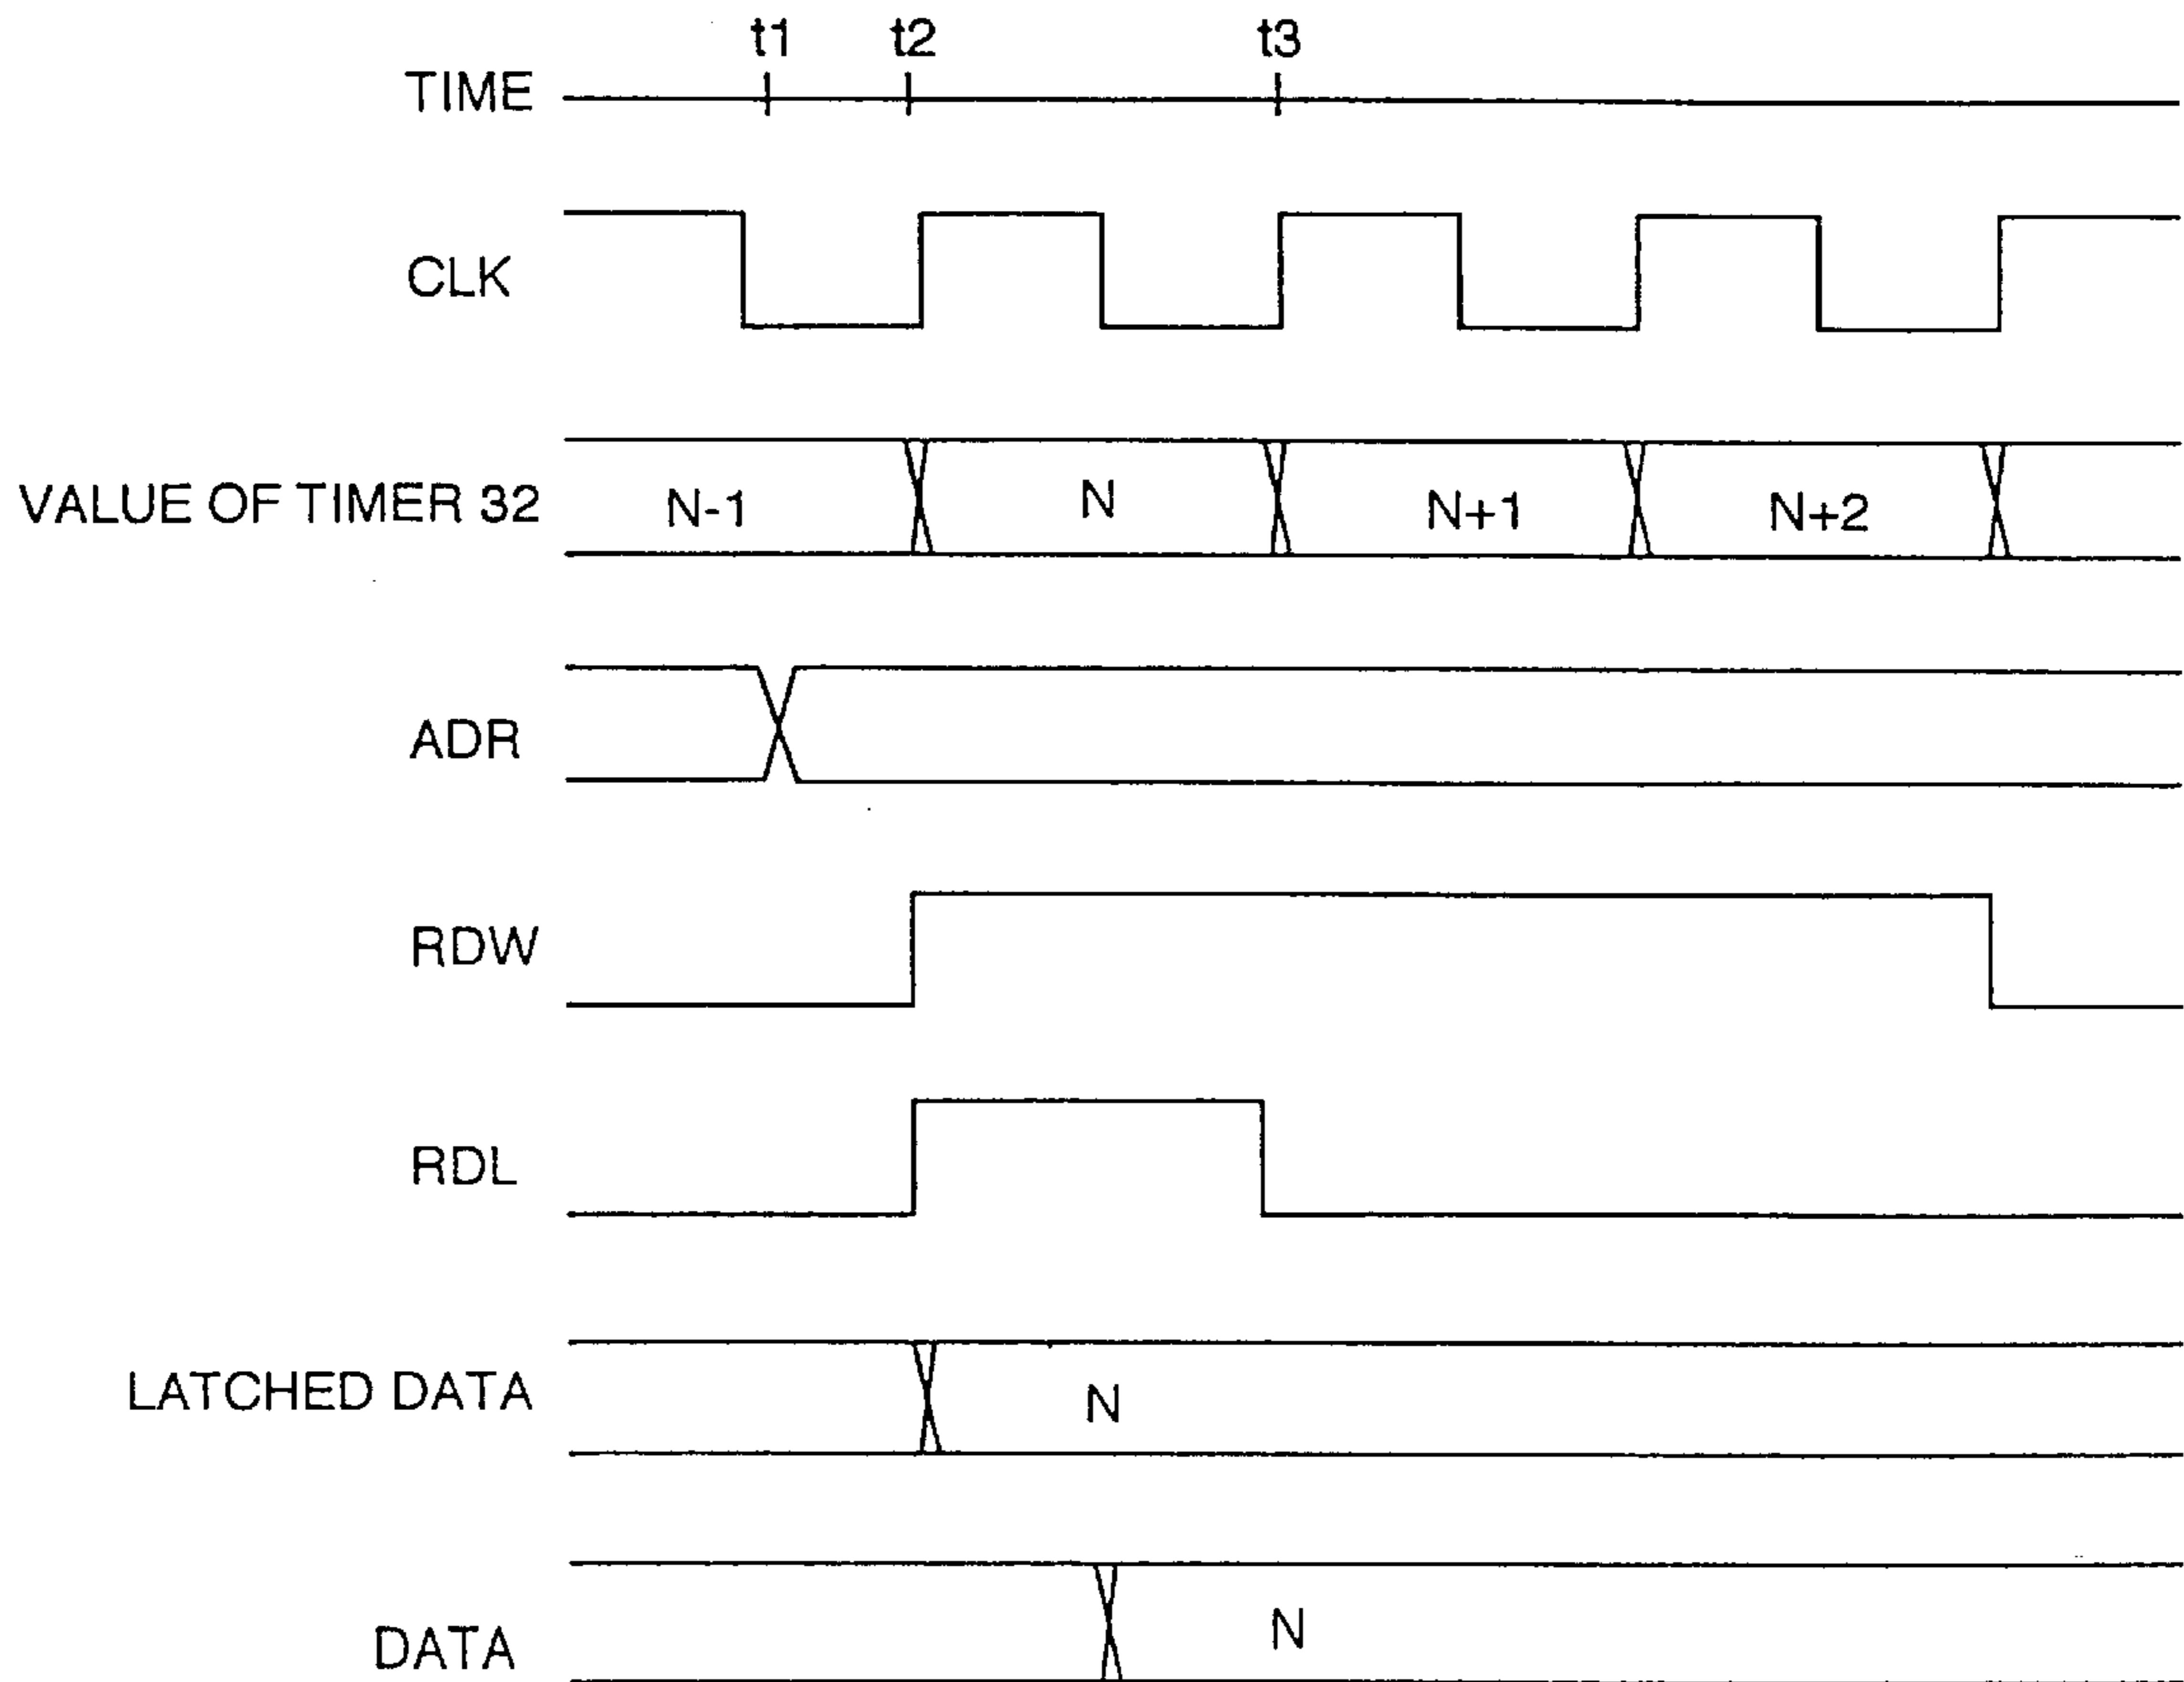 t1 t2 t3
TIME
CLK
VALUE OF TIMER 32 N-1 N N+1 N+2
ADR
RDW
RDL
LATCHED DATA N
DATA N